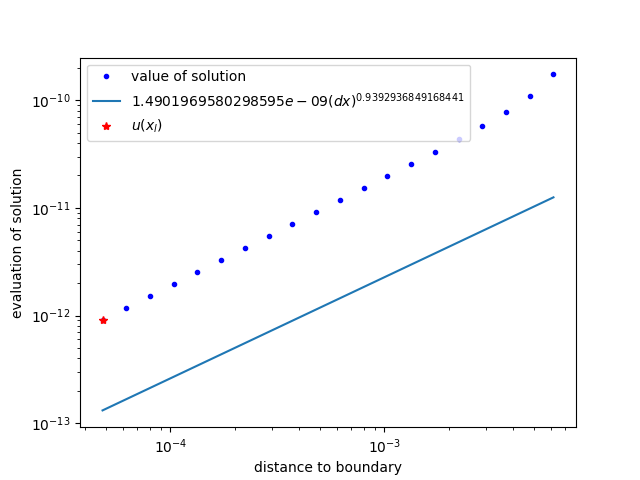 value of solution
1.4901969580298595e − 09(dx)^0.9392936849168441
u(x_l)
10^−10
10^−11
10^−12
10^−13
evaluation of solution
10^−4
10^−3
distance to boundary